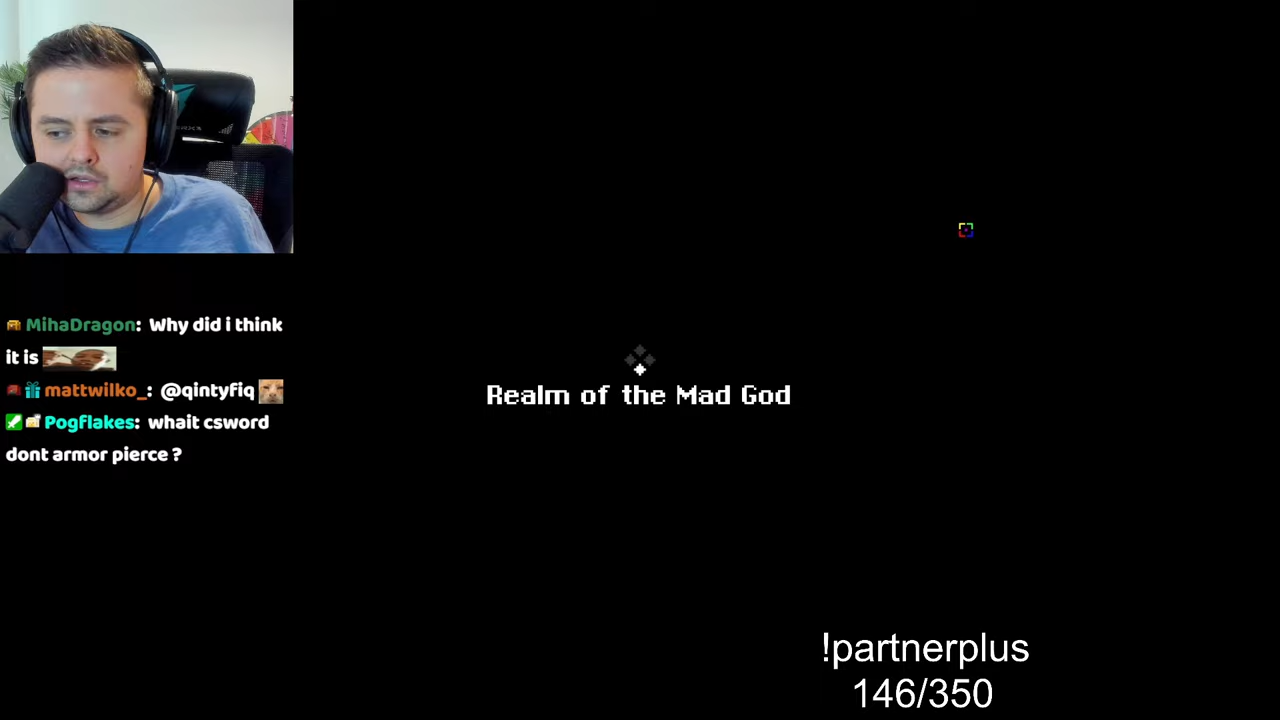 MihaDragon: Why did i think
it is
mattwilko_: @qintyfiq
Pogflakes: whait csword
dont armor pierce ?
Realm of the Mad God
!partnerplus
146/350